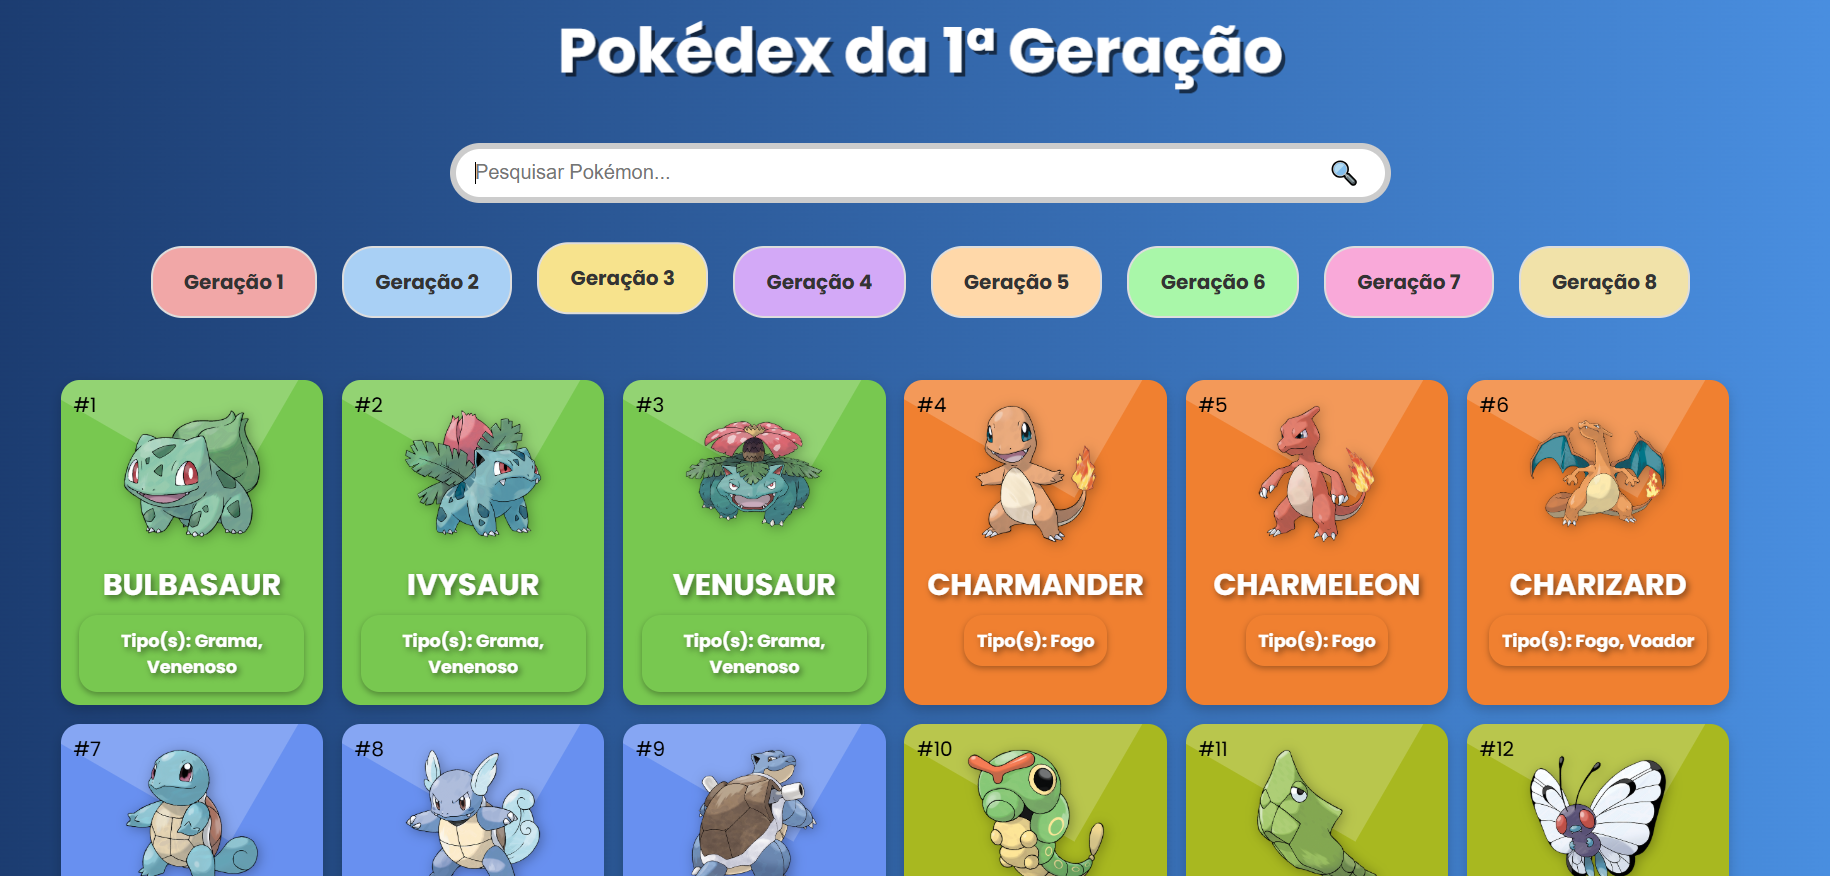 Pokédex da 1ª Geração
Pesquisar Pokémon...
Geração 1
Geração 2
Geração 3
Geração 4
Geração 5
Geração 6
Geração 7
Geração 8
#1
BULBASAUR
Tipo(s): Grama,
Venenoso
#2
IVYSAUR
Tipo(s): Grama,
Venenoso
#3
VENUSAUR
Tipo(s): Grama,
Venenoso
#4
CHARMANDER
Tipo(s): Fogo
#5
CHARMELEON
Tipo(s): Fogo
#6
CHARIZARD
Tipo(s): Fogo, Voador
#7
#8
#9
#10
#11
#12